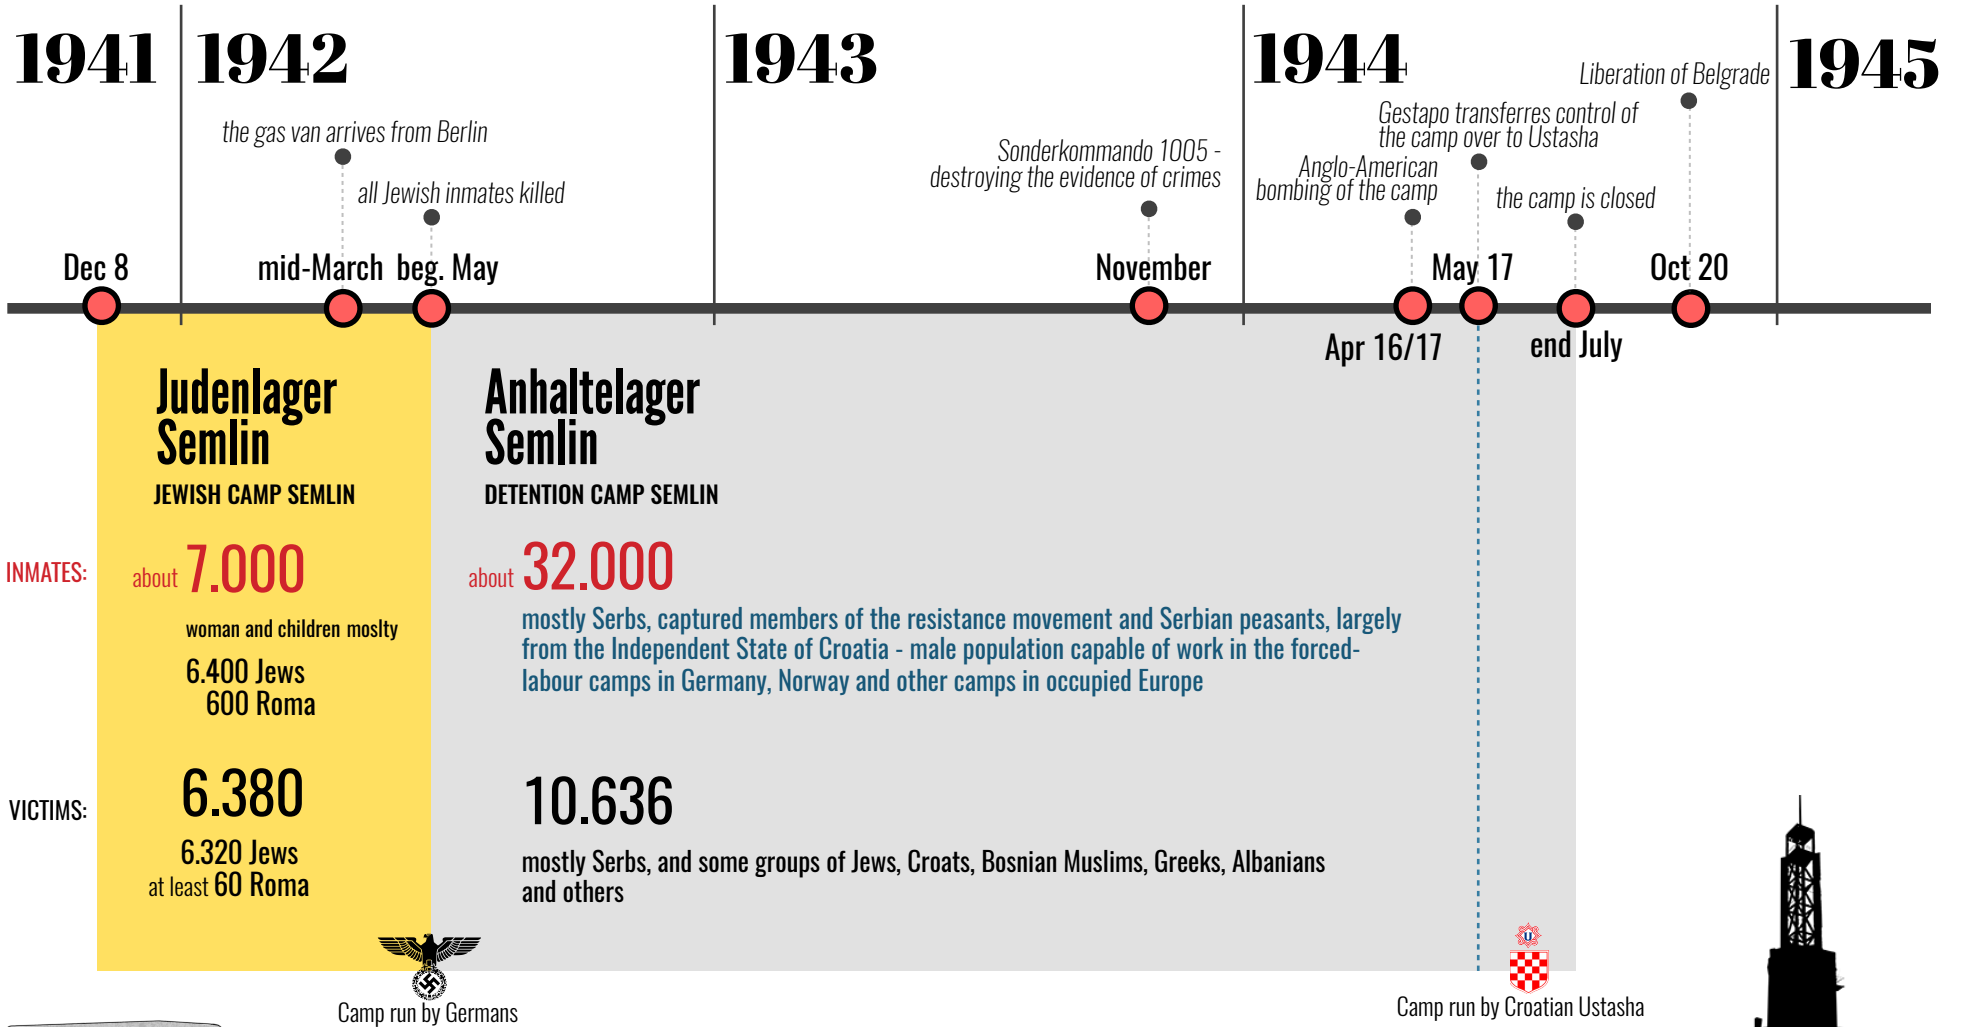 1941
1942
1943
1944
1945
the gas van arrives from Berlin
all Jewish inmates killed
Sonderkommando 1005 -
destroying the evidence of crimes
Anglo-American
bombing of the camp
Gestapo transferres control of
the camp over to Ustasha
the camp is closed
Liberation of Belgrade
Dec 8
mid-March
beg. May
November
Apr 16/17
May 17
end July
Oct 20
Judenlager
Semlin
JEWISH CAMP SEMLIN
Anhaltelager
Semlin
DETENTION CAMP SEMLIN
INMATES:
about 7.000
woman and children moslty
6.400 Jews
600 Roma
about 32.000
mostly Serbs, captured members of the resistance movement and Serbian peasants, largely
from the Independent State of Croatia - male population capable of work in the forced-
labour camps in Germany, Norway and other camps in occupied Europe
VICTIMS:
6.380
6.320 Jews
at least 60 Roma
10.636
mostly Serbs, and some groups of Jews, Croats, Bosnian Muslims, Greeks, Albanians
and others
Camp run by Germans
U
Camp run by Croatian Ustasha